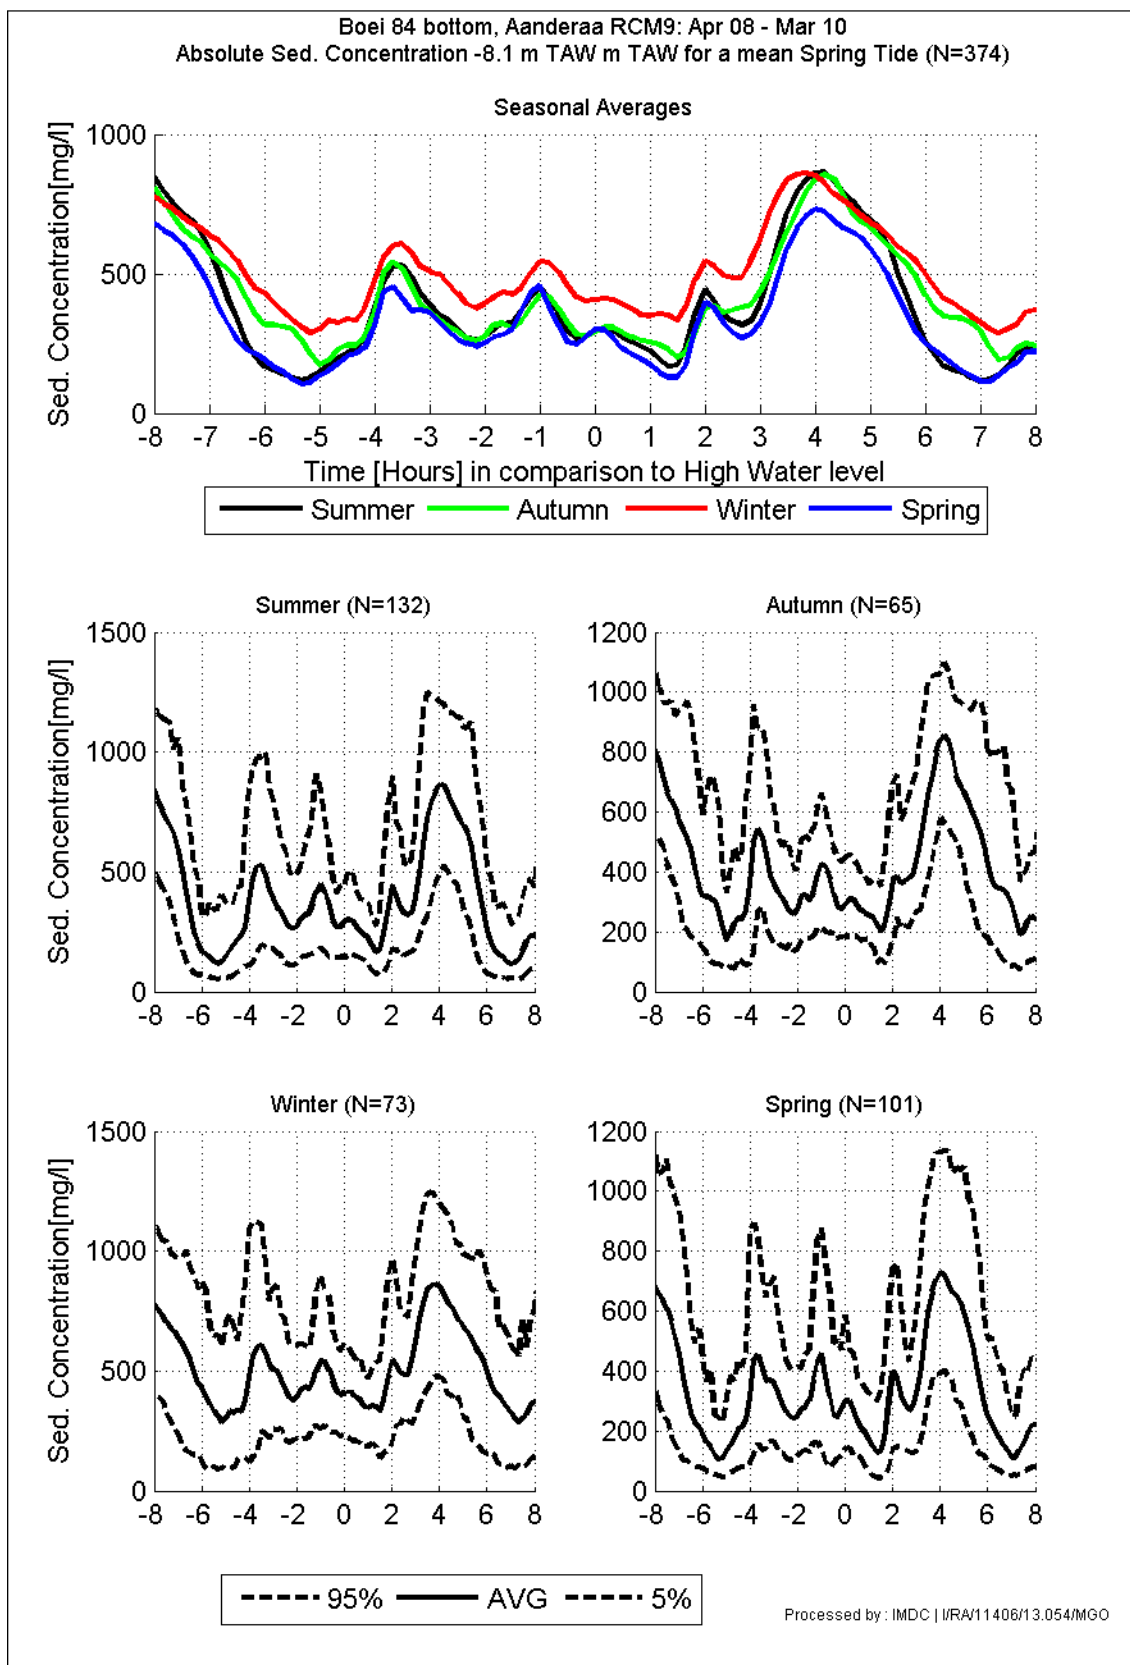 Boei 84 bottom, Aanderaa RCM9: Apr 08 - Mar 10
Absolute Sed. Concentration -8.1 m TAW m TAW for a mean Spring Tide (N=374)
Seasonal Averages
Sed. Concentration[mg/l]
1000
500
0
-8 -7 -6 -5 -4 -3 -2 -1 0 1 2 3 4 5 6 7 8
Time [Hours] in comparison to High Water level
Summer Autumn Winter Spring
Summer (N=132)
Sed. Concentration[mg/l]
1500
1000
500
0
-8 -6 -4 -2 0 2 4 6 8
Autumn (N=65)
1200
1000
800
600
400
200
0
-8 -6 -4 -2 0 2 4 6 8
Winter (N=73)
Sed. Concentration[mg/l]
1500
1000
500
0
-8 -6 -4 -2 0 2 4 6 8
Spring (N=101)
1200
1000
800
600
400
200
0
-8 -6 -4 -2 0 2 4 6 8
95% AVG 5%
Processed by : IMDC | I/RA/11406/13.054/MGO